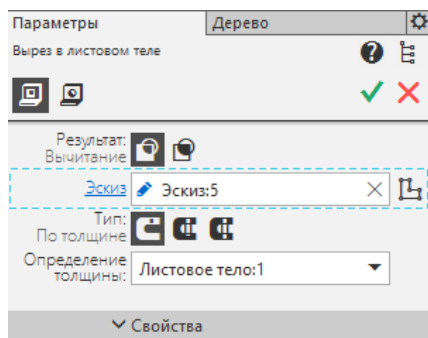 Параметры
Дерево
Вырез в листовом теле
Результат:
Вычитание
Эскиз
Эскиз:5
Тип:
По толщине
Определение
толщины:
Листовое тело:1
Свойства